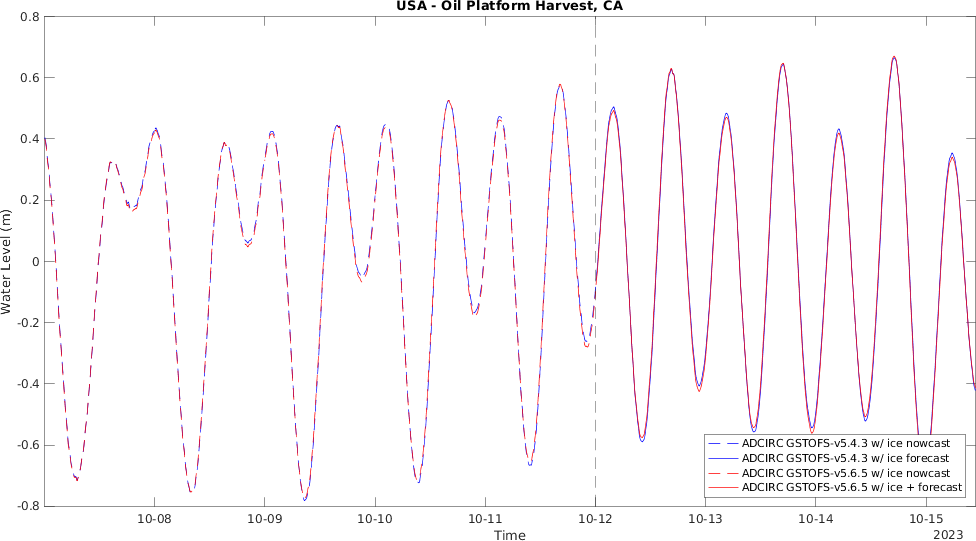 USA - Oil Platform Harvest, CA
Water Level (m)
0.8
0.6
0.4
0.2
0
-0.2
-0.4
-0.6
-0.8
10-08
10-09
10-10
10-11
10-12
10-13
10-14
10-15
Time
2023
ADCIRC GSTOFS-v5.4.3 w/ ice nowcast
ADCIRC GSTOFS-v5.4.3 w/ ice forecast
ADCIRC GSTOFS-v5.6.5 w/ ice nowcast
ADCIRC GSTOFS-v5.6.5 w/ ice + forecast